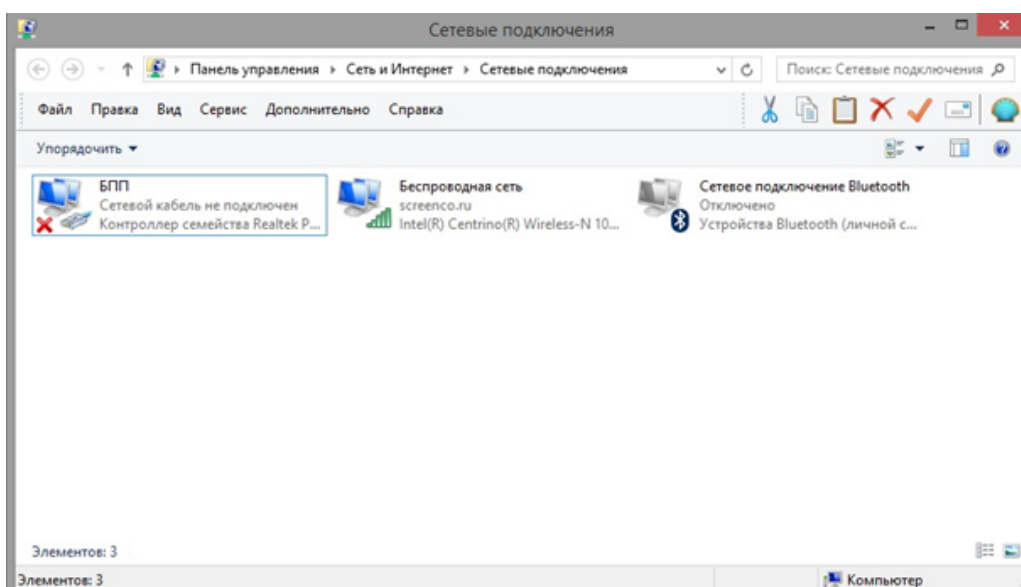 Сетевые подключения
Панель управления ▸ Сеть и Интернет ▸ Сетевые подключения
Поиск: Сетевые подключения
Файл Правка Вид Сервис Дополнительно Справка
Упорядочить
БПП
Сетевой кабель не подключен
Контроллер семейства Realtek P...
Беспроводная сеть
screenco.ru
Intel(R) Centrino(R) Wireless-N 10...
Сетевое подключение Bluetooth
Отключено
Устройства Bluetooth (личной с...
Элементов: 3
Элементов: 3
Компьютер